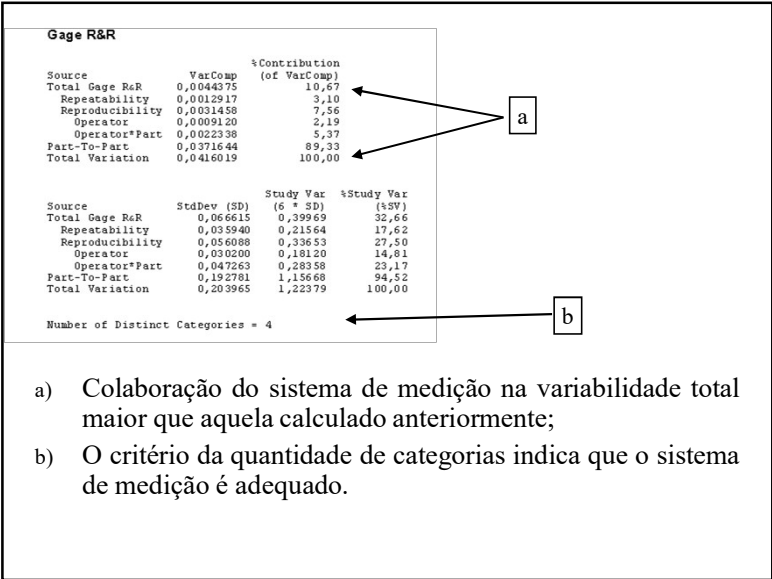 Gage R&R
%Contribution
Source VarComp (of VarComp)
Total Gage R&R 0,0044375 10,67
Repeatability 0,0012917 3,10
Reproducibility 0,0031458 7,56
Operator 0,0009120 2,19
Operator*Part 0,0022338 5,37
Part-To-Part 0,0371644 89,33
Total Variation 0,0416019 100,00
a
Study Var %Study Var
Source StdDev (SD) (6 * SD) (%SV)
Total Gage R&R 0,066615 0,39969 32,66
Repeatability 0,035940 0,21564 17,62
Reproducibility 0,056088 0,33653 27,50
Operator 0,030200 0,18120 14,81
Operator*Part 0,047263 0,28358 23,17
Part-To-Part 0,192781 1,15668 94,52
Total Variation 0,203965 1,22379 100,00
Number of Distinct Categories = 4
b
a) Colaboração do sistema de medição na variabilidade total
maior que aquela calculado anteriormente;
b) O critério da quantidade de categorias indica que o sistema
de medição é adequado.